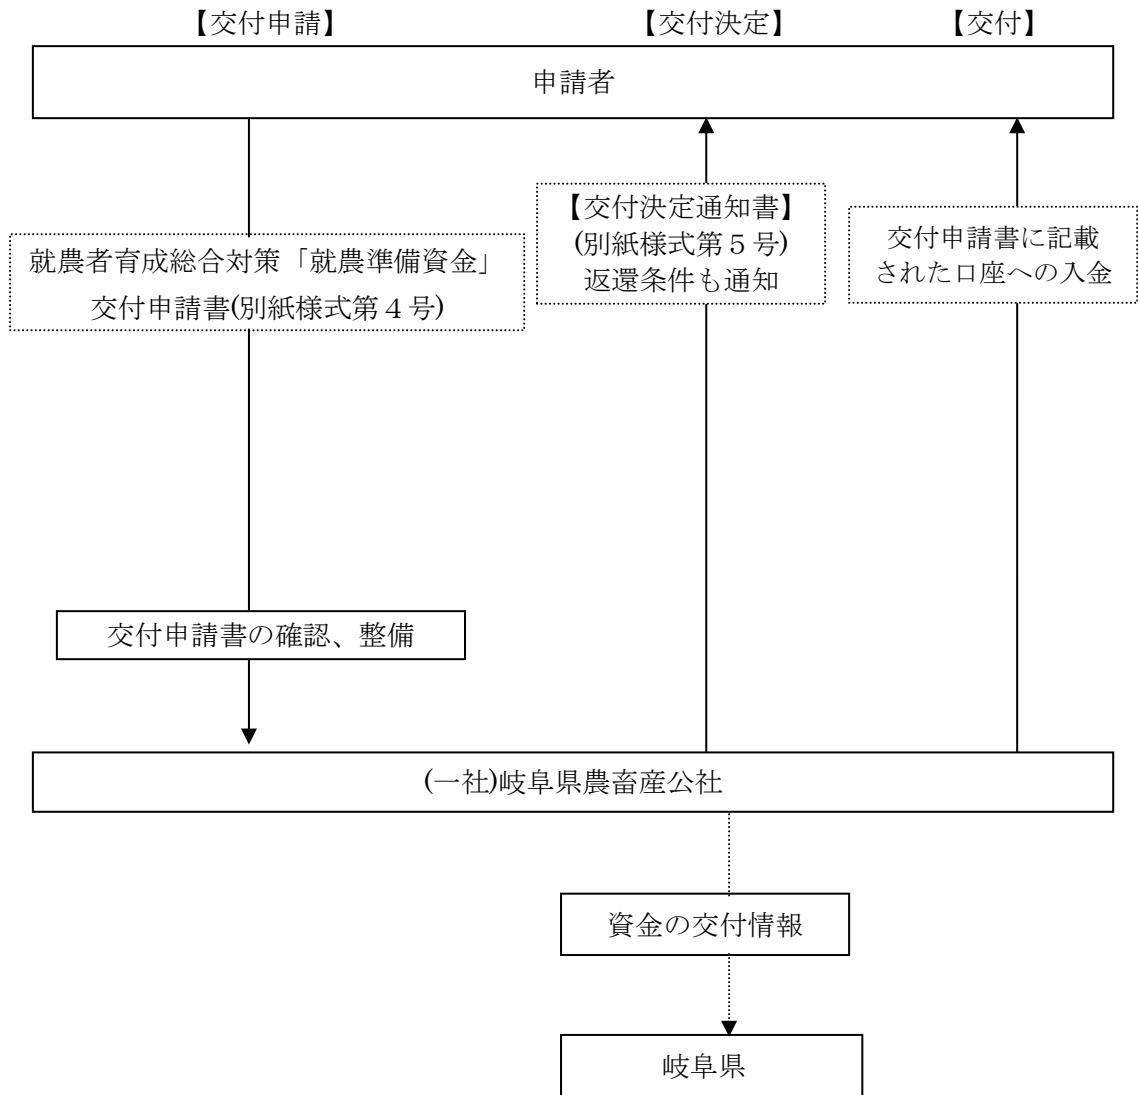 【交付申請】
【交付決定】
【交付】
申請者
就農者育成総合対策「就農準備資金」
交付申請書(別紙様式第４号)
【交付決定通知書】
(別紙様式第５号)
返還条件も通知
交付申請書に記載
された口座への入金
交付申請書の確認、整備
(一社)岐阜県農畜産公社
資金の交付情報
岐阜県